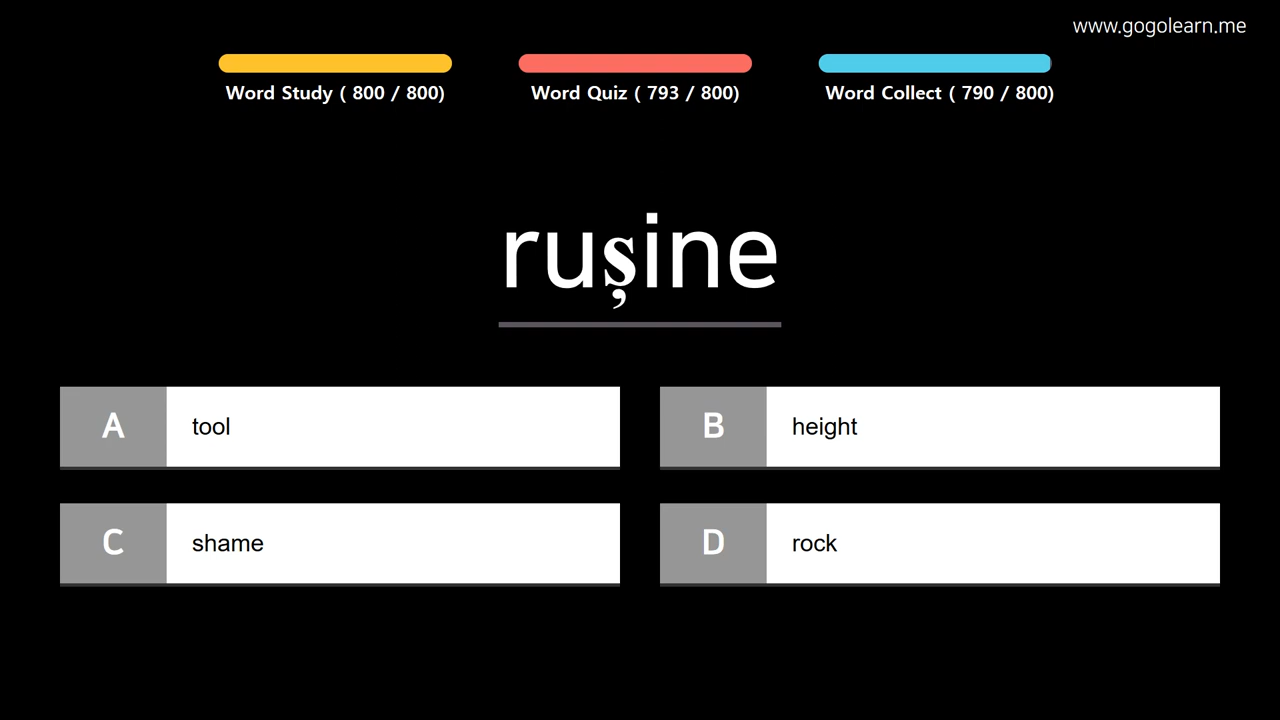 www.gogolearn.me
Word Study ( 800 / 800)
Word Quiz ( 793 / 800)
Word Collect ( 790 / 800)
rușine
A tool
B height
C shame
D rock